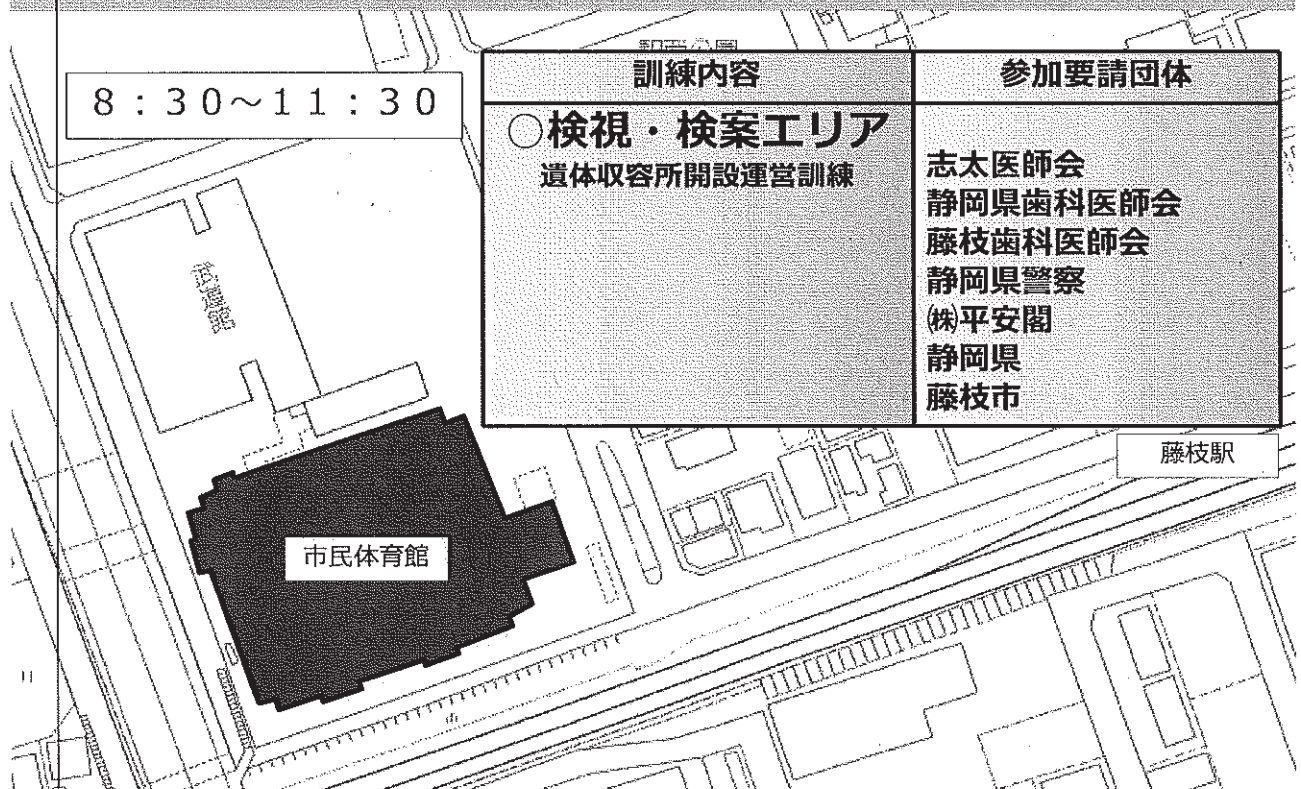 8：30～11：30
訓練内容
参加要請団体
○検視・検案エリア
遺体収容所開設運営訓練
志太医師会
静岡県歯科医師会
藤枝歯科医師会
静岡県警察
㈱平安閣
静岡県
藤枝市
藤枝駅
武道館
市民体育館